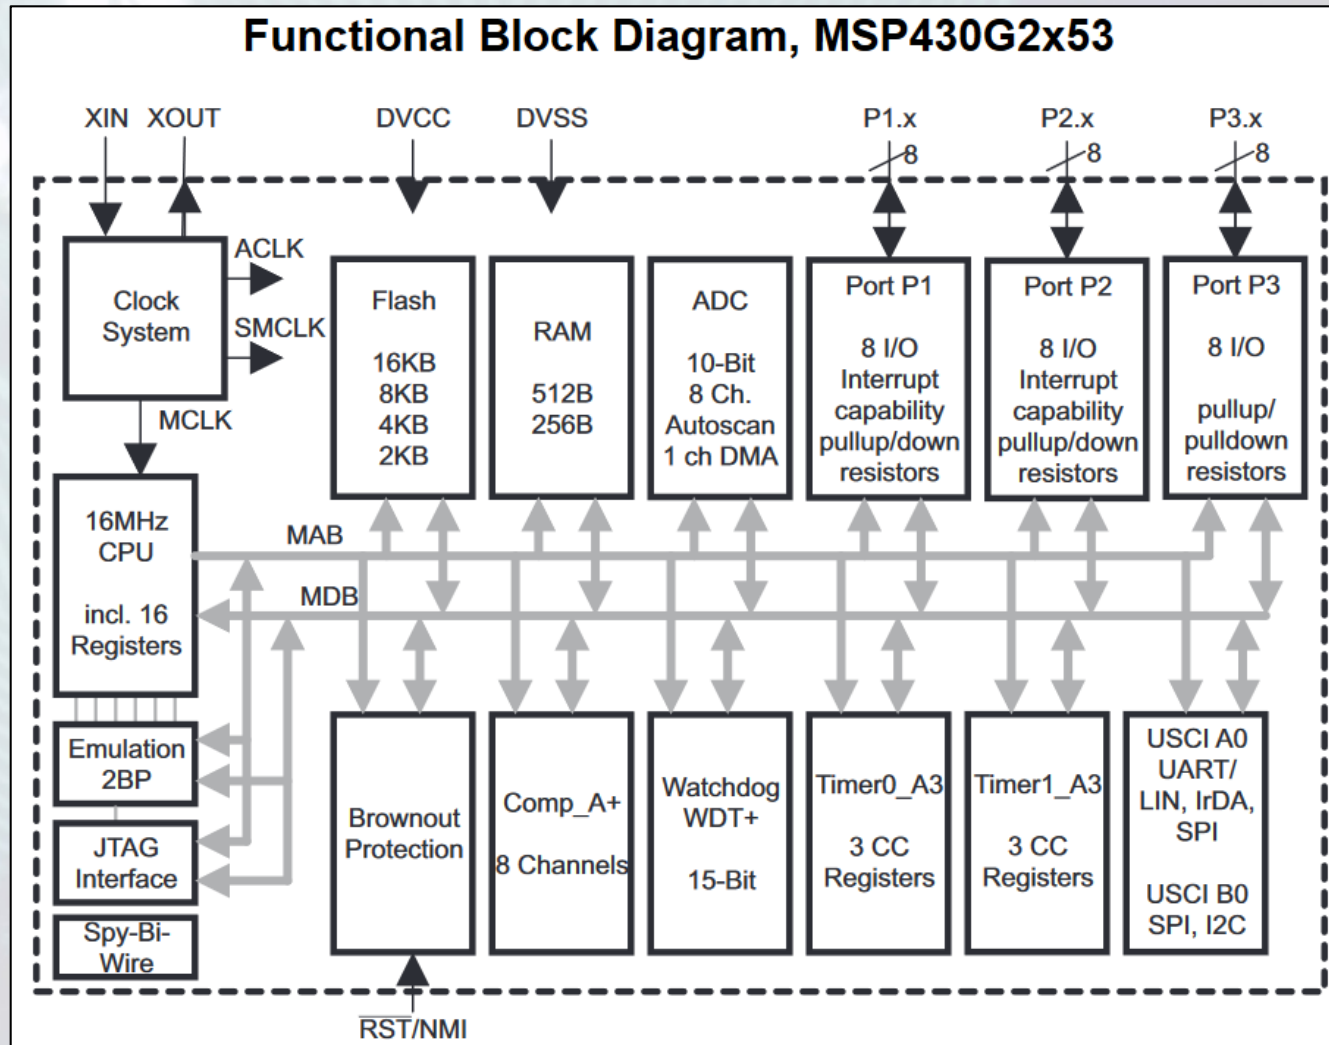 Functional Block Diagram, MSP430G2x53
XIN
XOUT
DVCC
DVSS
P1.x
P2.x
P3.x
8
8
8
Clock
System
ACLK
SMCLK
MCLK
Flash
16KB
8KB
4KB
2KB
RAM
512B
256B
ADC
10-Bit
8 Ch.
Autoscan
1 ch DMA
Port P1
8 I/O
Interrupt
capability
pullup/down
resistors
Port P2
8 I/O
Interrupt
capability
pullup/down
resistors
Port P3
8 I/O
pullup/
pulldown
resistors
16MHz
CPU
incl. 16
Registers
MAB
MDB
Emulation
2BP
JTAG
Interface
Spy-Bi-
Wire
Brownout
Protection
Comp_A+
8 Channels
Watchdog
WDT+
15-Bit
Timer0_A3
3 CC
Registers
Timer1_A3
3 CC
Registers
USCI A0
UART/
LIN, IrDA,
SPI
USCI B0
SPI, I2C
RST/NMI